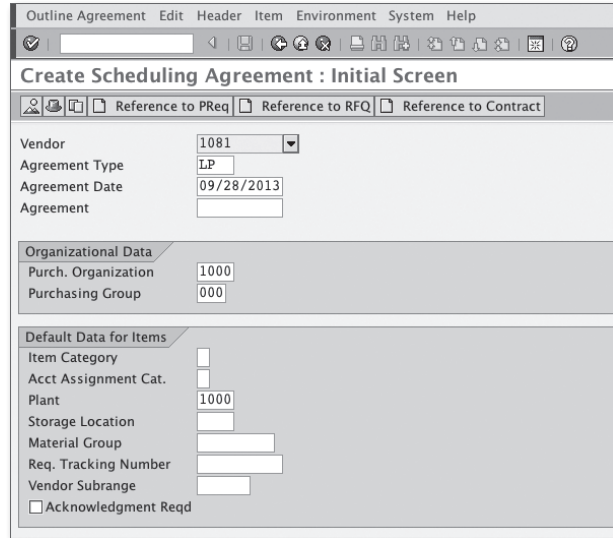 Outline Agreement Edit Header Item Environment System Help
Create Scheduling Agreement : Initial Screen
Reference to PReq Reference to RFQ Reference to Contract
Vendor 1081
Agreement Type LP
Agreement Date 09/28/2013
Agreement
Organizational Data
Purch. Organization 1000
Purchasing Group 000
Default Data for Items
Item Category
Acct Assignment Cat.
Plant 1000
Storage Location
Material Group
Req. Tracking Number
Vendor Subrange
Acknowledgment Reqd